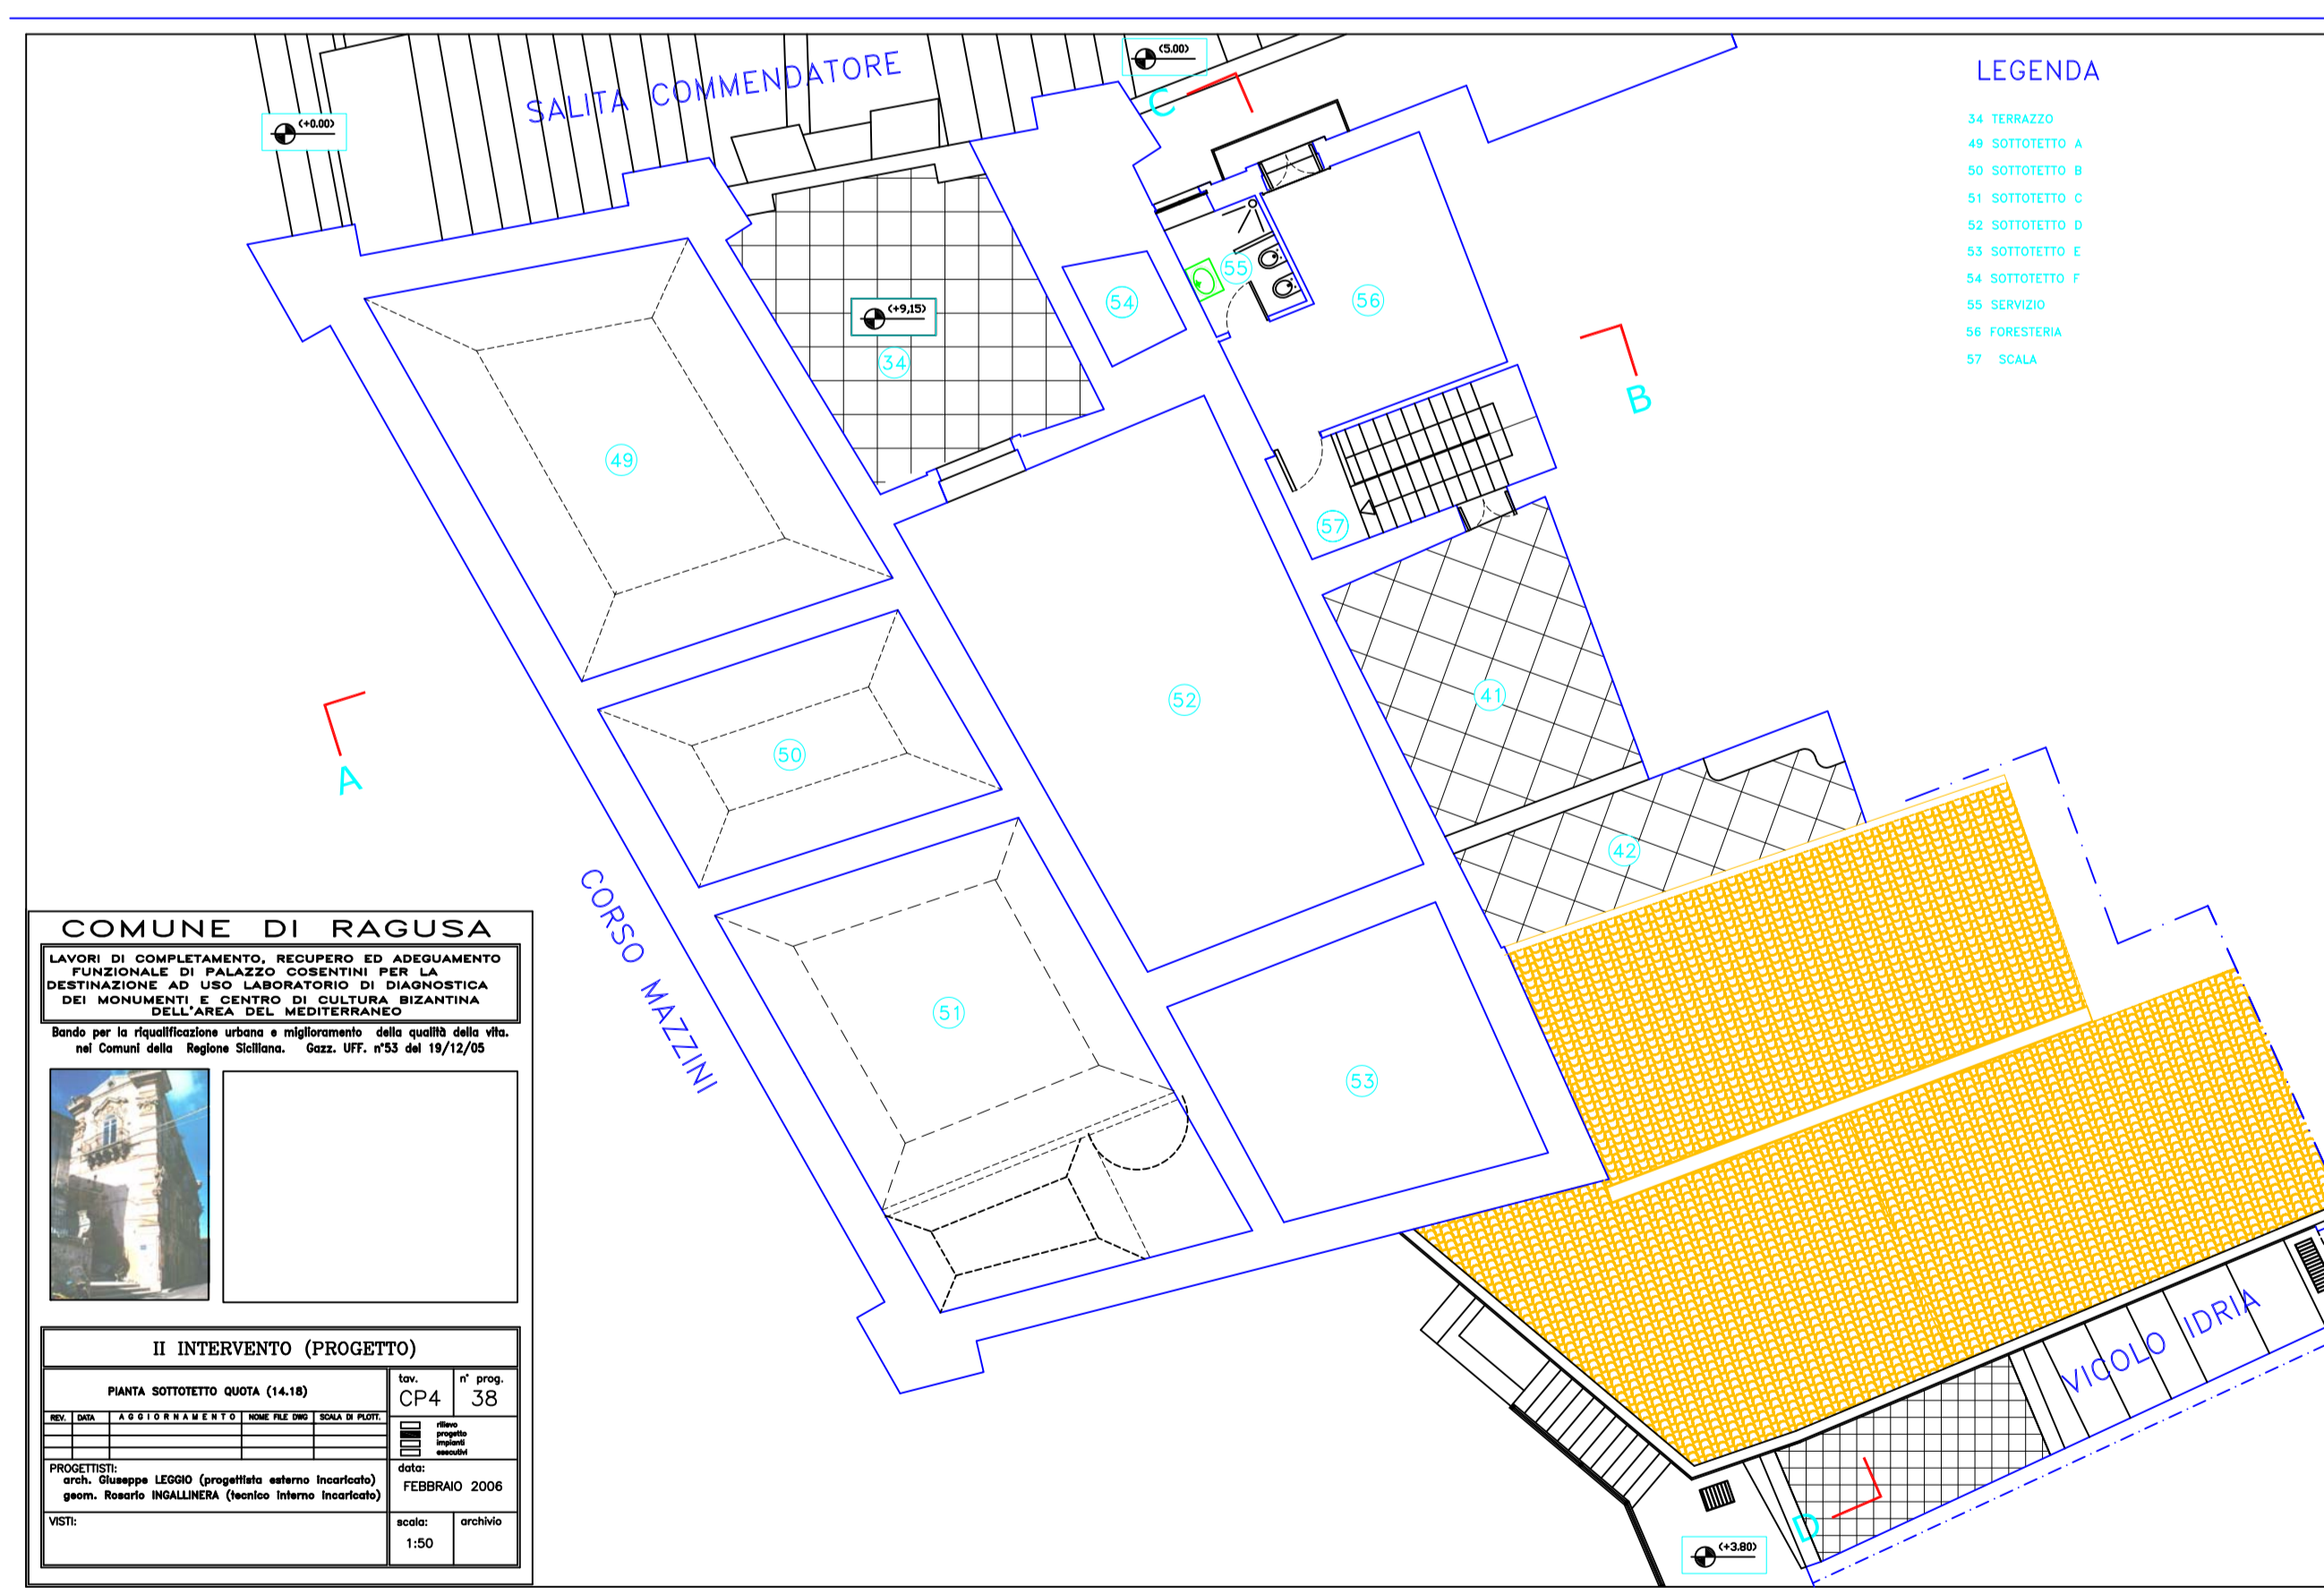 SALITA COMMENDATORE
(+0.00)
(5.00)
C
LEGENDA
34 TERRAZZO
49 SOTTOTETTO A
50 SOTTOTETTO B
51 SOTTOTETTO C
52 SOTTOTETTO D
53 SOTTOTETTO E
54 SOTTOTETTO F
55 SERVIZIO
56 FORESTERIA
57 SCALA
(+9,15)
34
54
55
56
B
49
57
52
41
50
A
42
CORSO MAZZINI
51
53
VICOLO IDRIA
D
(+3.80)
COMUNE DI RAGUSA
LAVORI DI COMPLETAMENTO, RECUPERO ED ADEGUAMENTO
FUNZIONALE DI PALAZZO COSENTINI PER LA
DESTINAZIONE AD USO LABORATORIO DI DIAGNOSTICA
DEI MONUMENTI E CENTRO DI CULTURA BIZANTINA
DELL'AREA DEL MEDITERRANEO
Bando per la riqualificazione urbana e miglioramento della qualità della vita.
nei Comuni della Regione Siciliana. Gazz. UFF. n°53 del 19/12/05
II INTERVENTO (PROGETTO)
PIANTA SOTTOTETTO QUOTA (14.18)
tav.
CP4
n° prog.
38
REV. DATA AGGIORNAMENTO NOME FILE DWG SCALA DI PLOTT.
rilievo
progetto
impianti
esecutivi
PROGETTISTI:
arch. Giuseppe LEGGIO (progettista esterno incaricato)
geom. Rosario INGALLINERA (tecnico interno incaricato)
data:
FEBBRAIO 2006
VISTI:
scala:
1:50
archivio